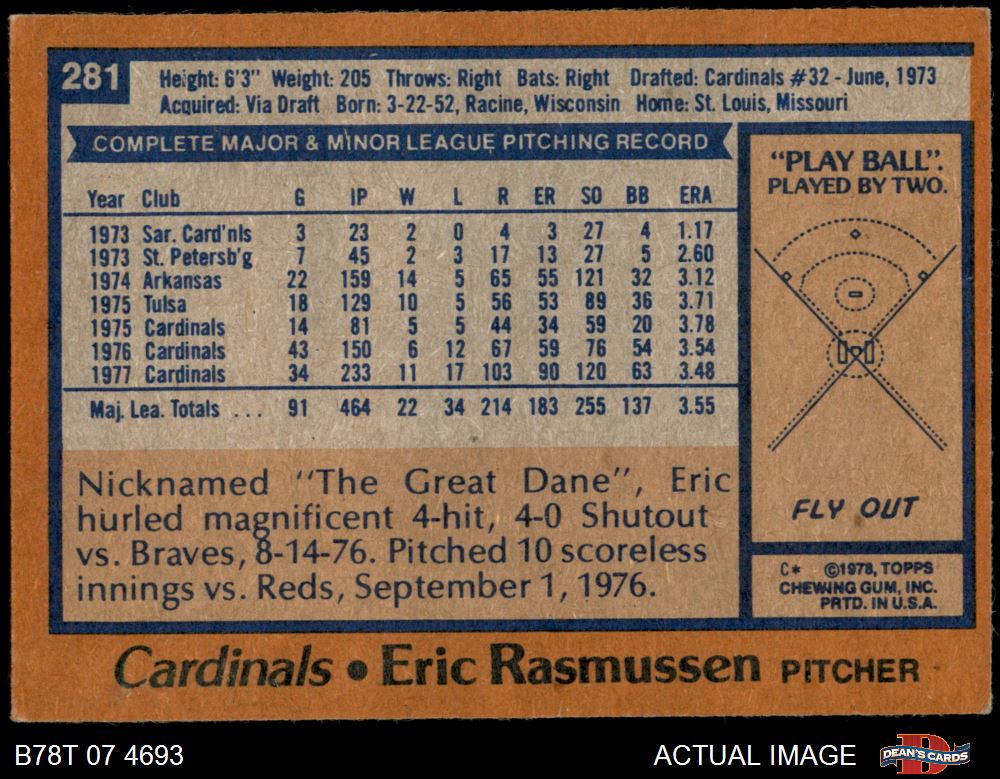 281
Height: 6'3" Weight: 205 Throws: Right Bats: Right Drafted: Cardinals #32 - June, 1973
Acquired: Via Draft Born: 3-22-52, Racine, Wisconsin Home: St. Louis, Missouri
COMPLETE MAJOR & MINOR LEAGUE PITCHING RECORD
Year Club G IP W L R ER SO BB ERA
1973 Sar. Card'nls 3 23 2 0 4 3 27 4 1.17
1973 St. Petersb'g 7 45 2 3 17 13 27 5 2.60
1974 Arkansas 22 159 14 5 65 55 121 32 3.12
1975 Tulsa 18 129 10 5 56 53 89 36 3.71
1975 Cardinals 14 81 5 5 44 34 59 20 3.78
1976 Cardinals 43 150 6 12 67 59 76 54 3.54
1977 Cardinals 34 233 11 17 103 90 120 63 3.48
Maj. Lea. Totals ... 91 464 22 34 214 183 255 137 3.55
Nicknamed "The Great Dane", Eric
hurled magnificent 4-hit, 4-0 Shutout
vs. Braves, 8-14-76. Pitched 10 scoreless
innings vs. Reds, September 1, 1976.
"PLAY BALL".
PLAYED BY TWO.
FLY OUT
C* ©1978, TOPPS
CHEWING GUM, INC.
PRTD. IN U.S.A.
Cardinals • Eric Rasmussen PITCHER
B78T 07 4693 ACTUAL IMAGE DEAN'S CARDS